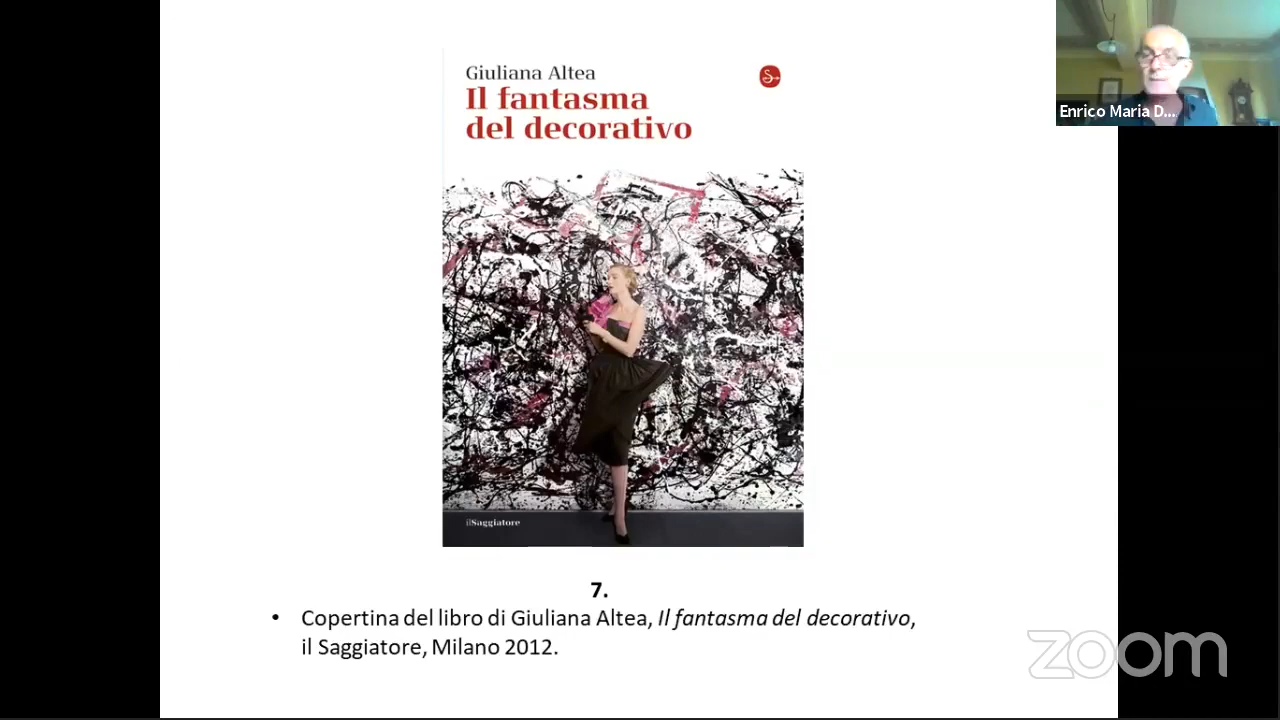 Giuliana Altea
Il fantasma
del decorativo
Enrico Maria D...
ilSaggiatore
7.
• Copertina del libro di Giuliana Altea, Il fantasma del decorativo,
il Saggiatore, Milano 2012.
zoom